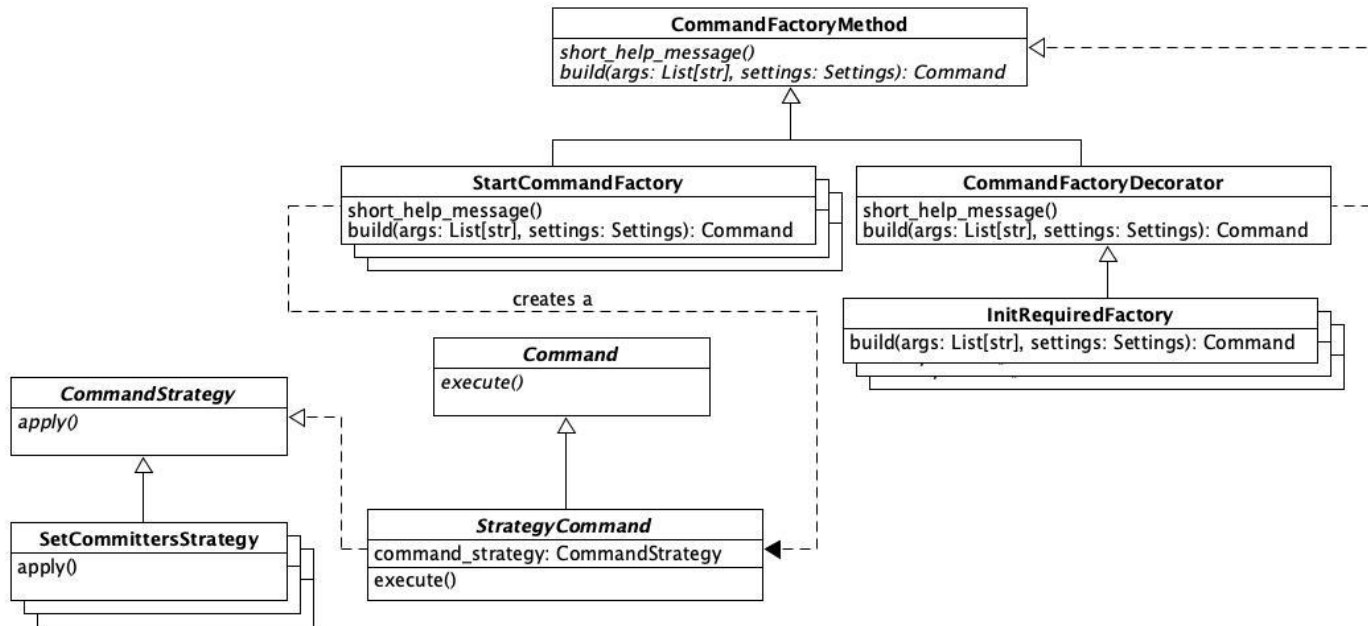 CommandFactoryMethod
short_help_message()
build(args: List[str], settings: Settings): Command
StartCommandFactory
short_help_message()
build(args: List[str], settings: Settings): Command
CommandFactoryDecorator
short_help_message()
build(args: List[str], settings: Settings): Command
creates a
InitRequiredFactory
build(args: List[str], settings: Settings): Command
Command
execute()
CommandStrategy
apply()
SetCommittersStrategy
apply()
StrategyCommand
command_strategy: CommandStrategy
execute()